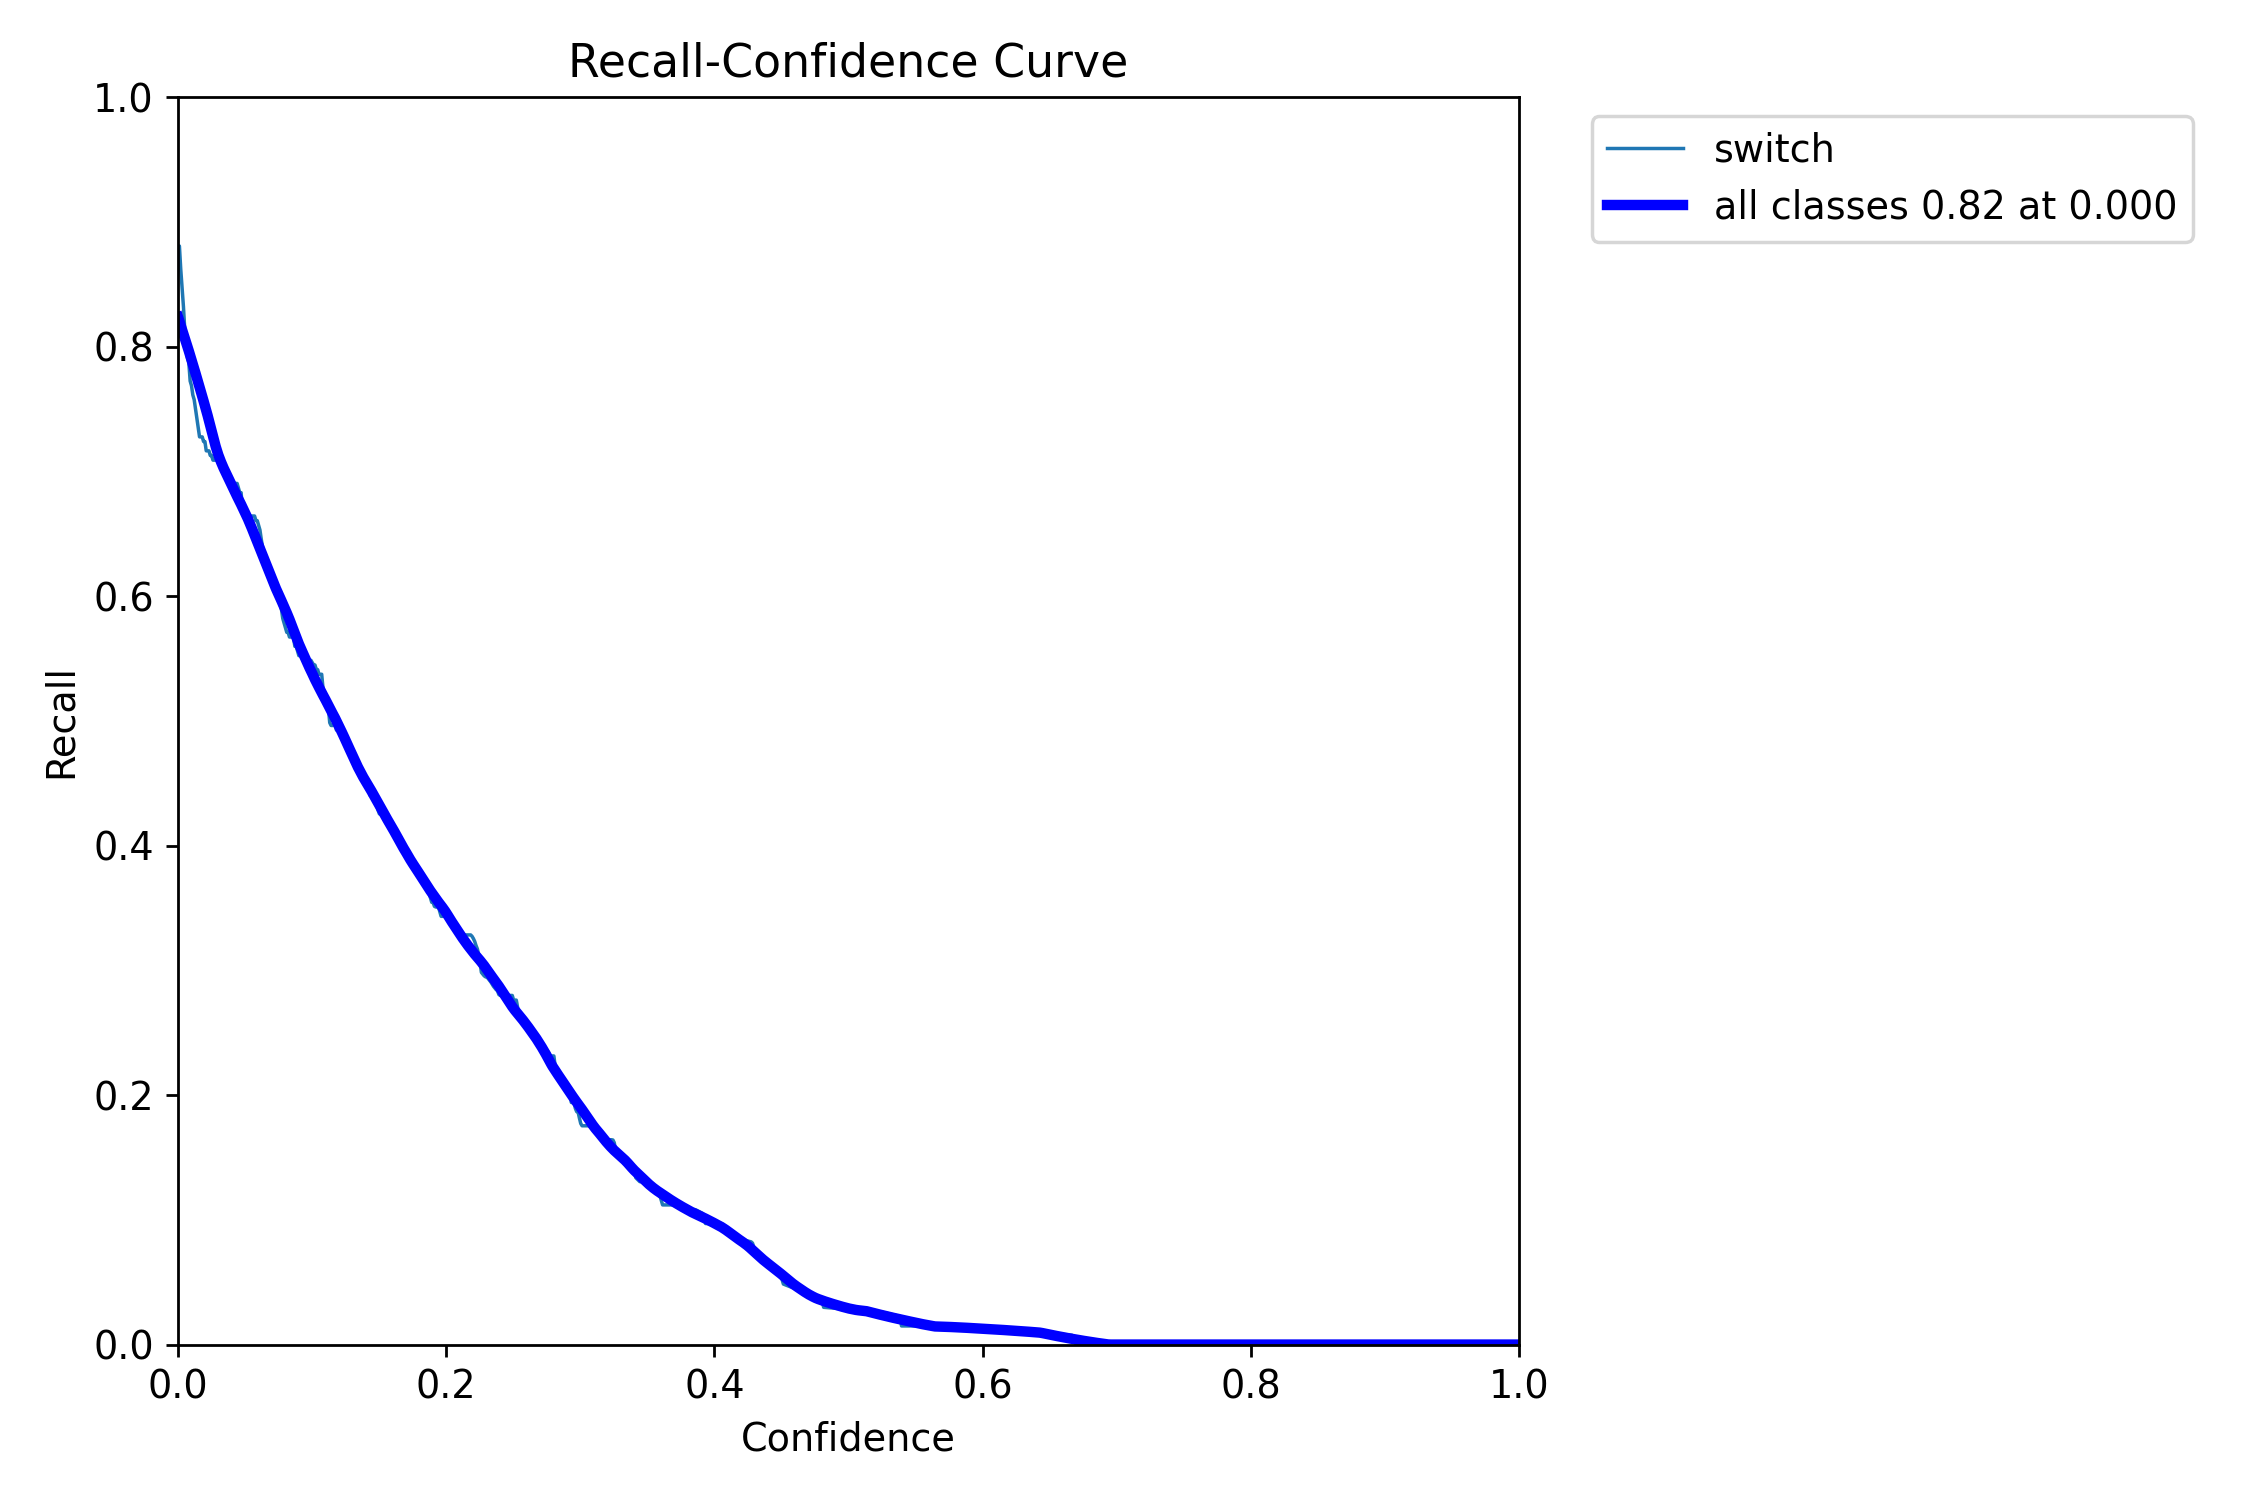 Recall-Confidence Curve
1.0
0.8
0.6
0.4
0.2
0.0
Recall
0.0 0.2 0.4 0.6 0.8 1.0
Confidence
switch
all classes 0.82 at 0.000